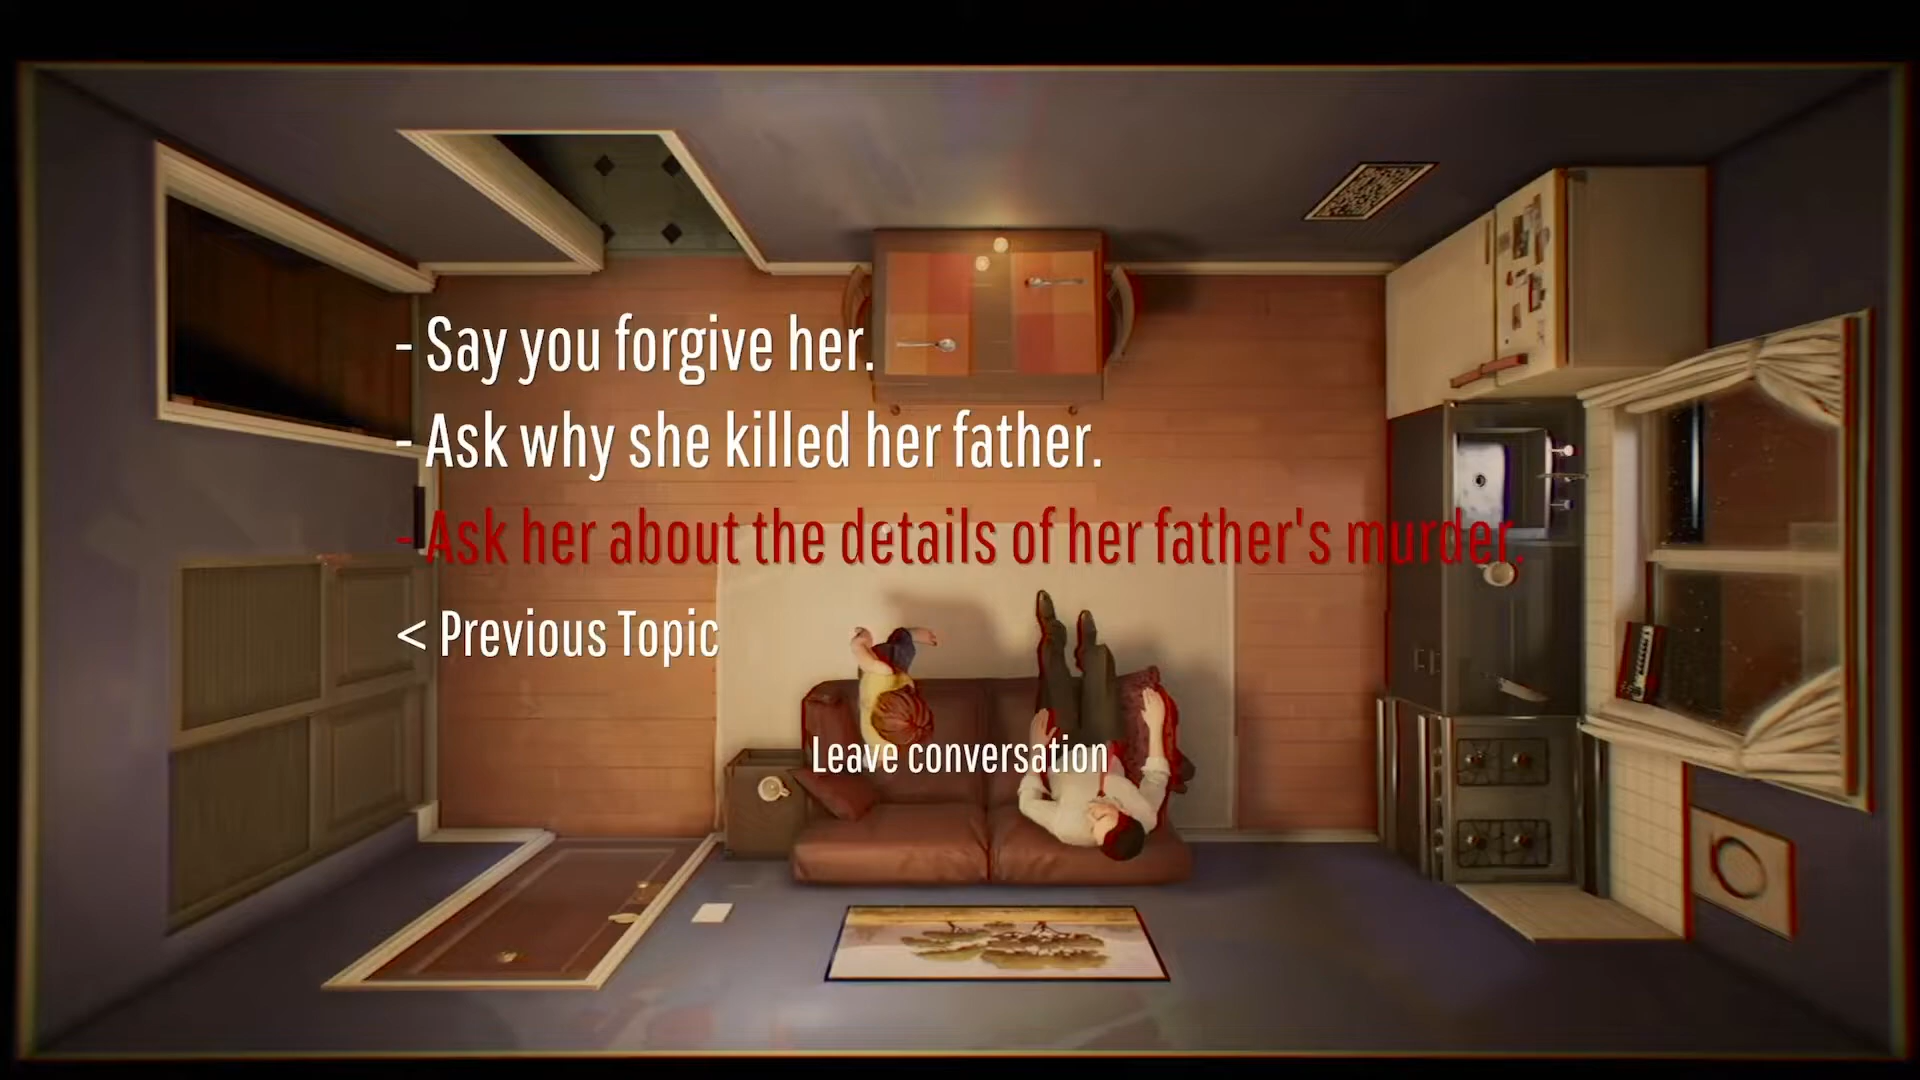 - Say you forgive her.
- Ask why she killed her father.
- Ask her about the details of her father's murder.
< Previous Topic
Leave conversation